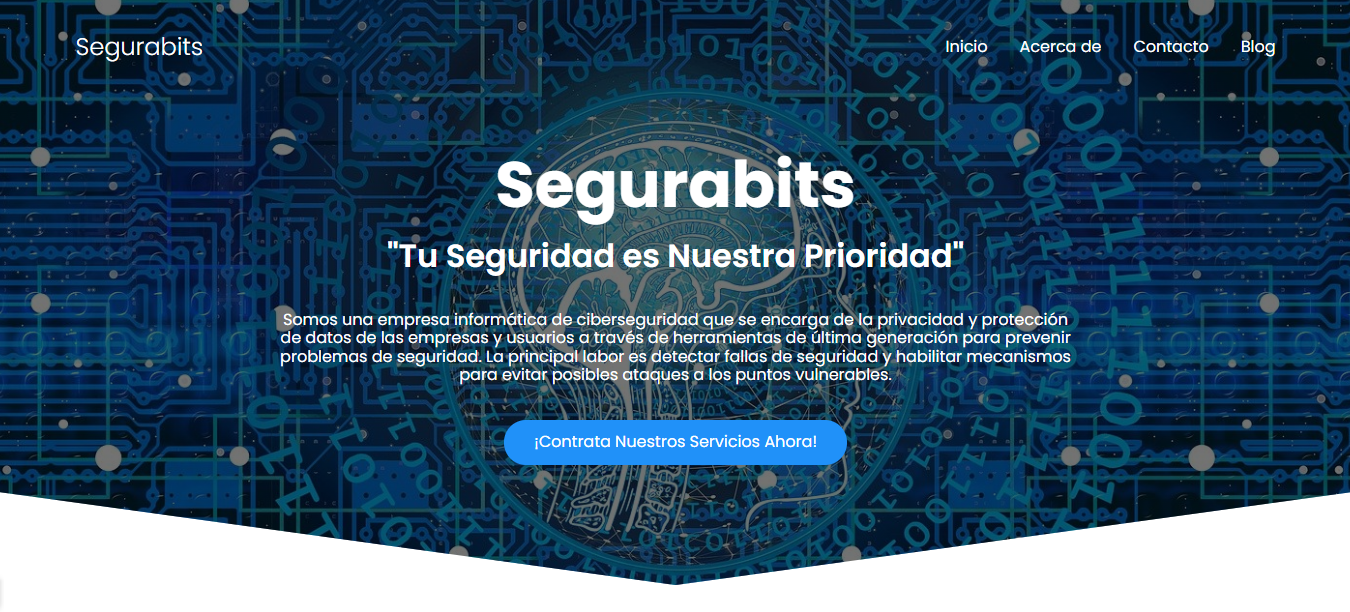 Segurabits
Inicio Acerca de Contacto Blog
Segurabits
"Tu Seguridad es Nuestra Prioridad"
Somos una empresa informática de ciberseguridad que se encarga de la privacidad y protección
de datos de las empresas y usuarios a través de herramientas de última generación para prevenir
problemas de seguridad. La principal labor es detectar fallas de seguridad y habilitar mecanismos
para evitar posibles ataques a los puntos vulnerables.
¡Contrata Nuestros Servicios Ahora!